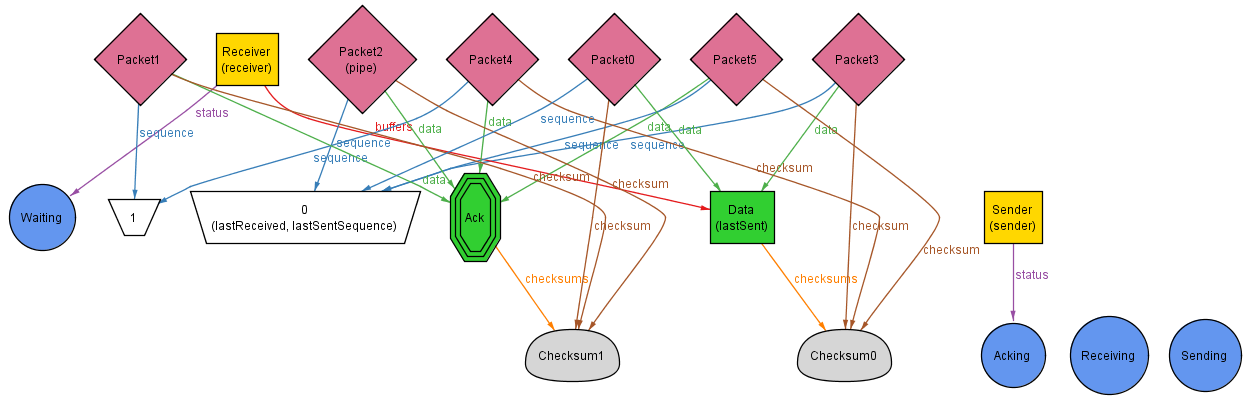 Packet1
Receiver
(receiver)
Packet2
(pipe)
Packet4
Packet0
Packet5
Packet3
status
sequence
buffers
data
data
sequence
data
data
data
sequence
sequence
sequence
sequence
checksum
data
checksum
checksum
Waiting
1
0
(lastReceived, lastSentSequence)
Ack
Data
(lastSent)
Sender
(sender)
checksum
checksum
checksum
checksums
checksums
status
Checksum1
Checksum0
Acking
Receiving
Sending